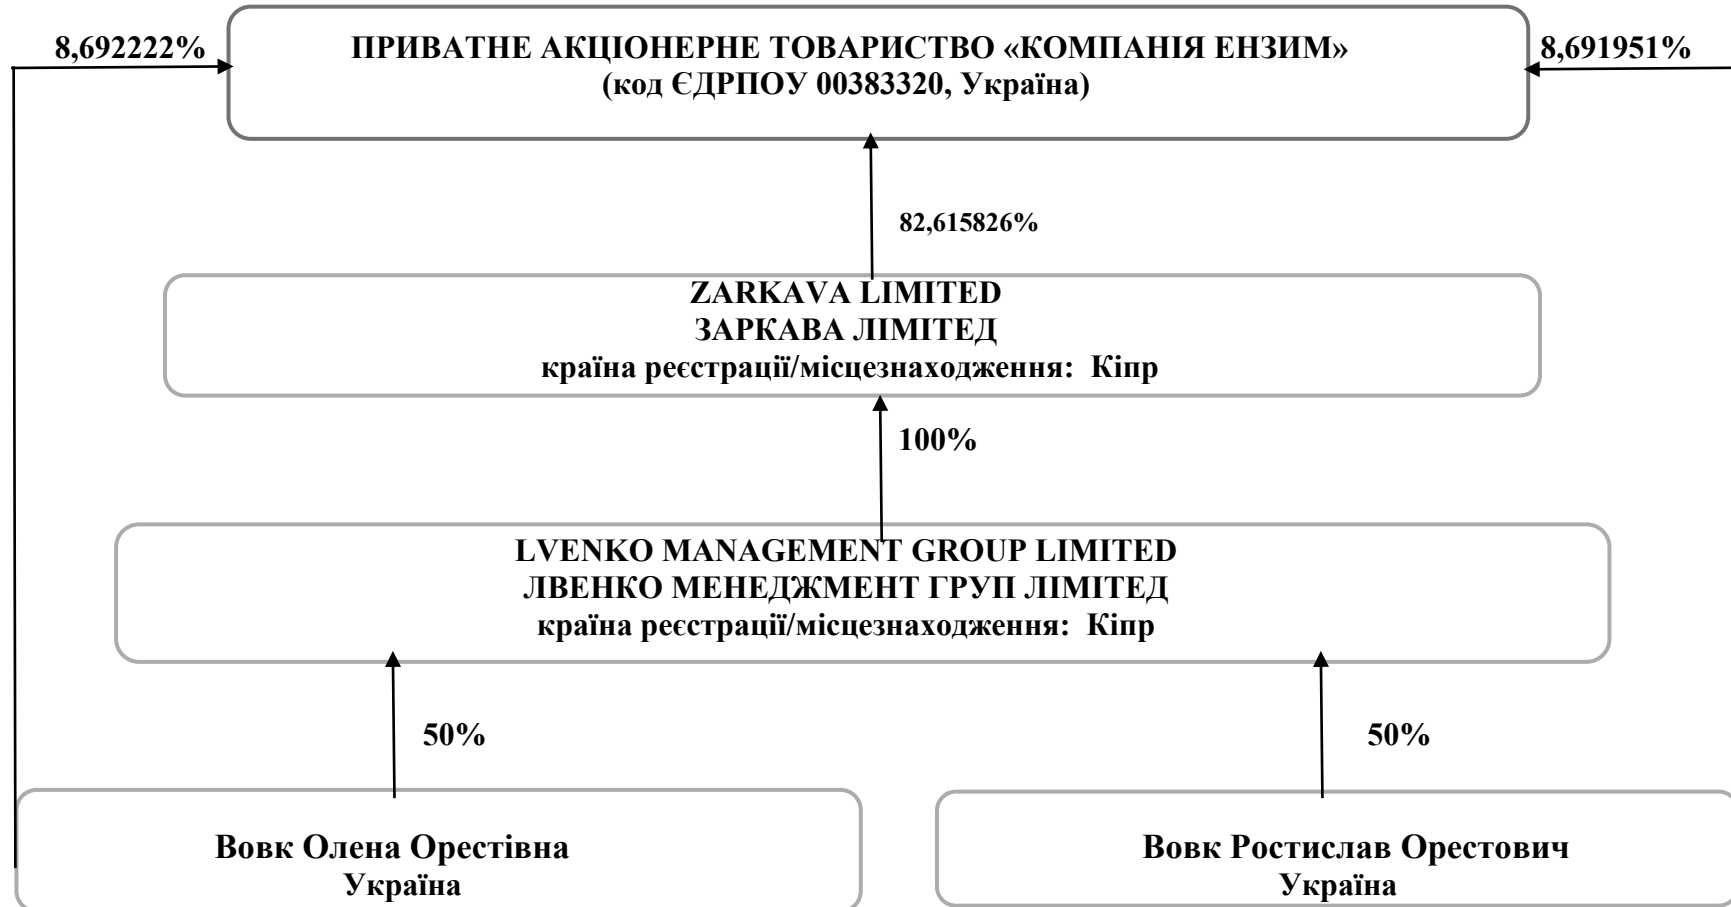 8,692222%
ПРИВАТНЕ АКЦІОНЕРНЕ ТОВАРИСТВО «КОМПАНІЯ ЕНЗИМ»
8,691951%
(код ЄДРПОУ 00383320, Україна)
82,615826%
ZARKAVA LIMITED
ЗАРКАВА ЛІМІТЕД
країна реєстрації/місцезнаходження: Кіпр
100%
LVENKO MANAGEMENT GROUP LIMITED
ЛВЕНКО МЕНЕДЖМЕНТ ГРУП ЛІМІТЕД
країна реєстрації/місцезнаходження: Кіпр
50%
50%
Вовк Олена Орестівна
Україна
Вовк Ростислав Орестович
Україна